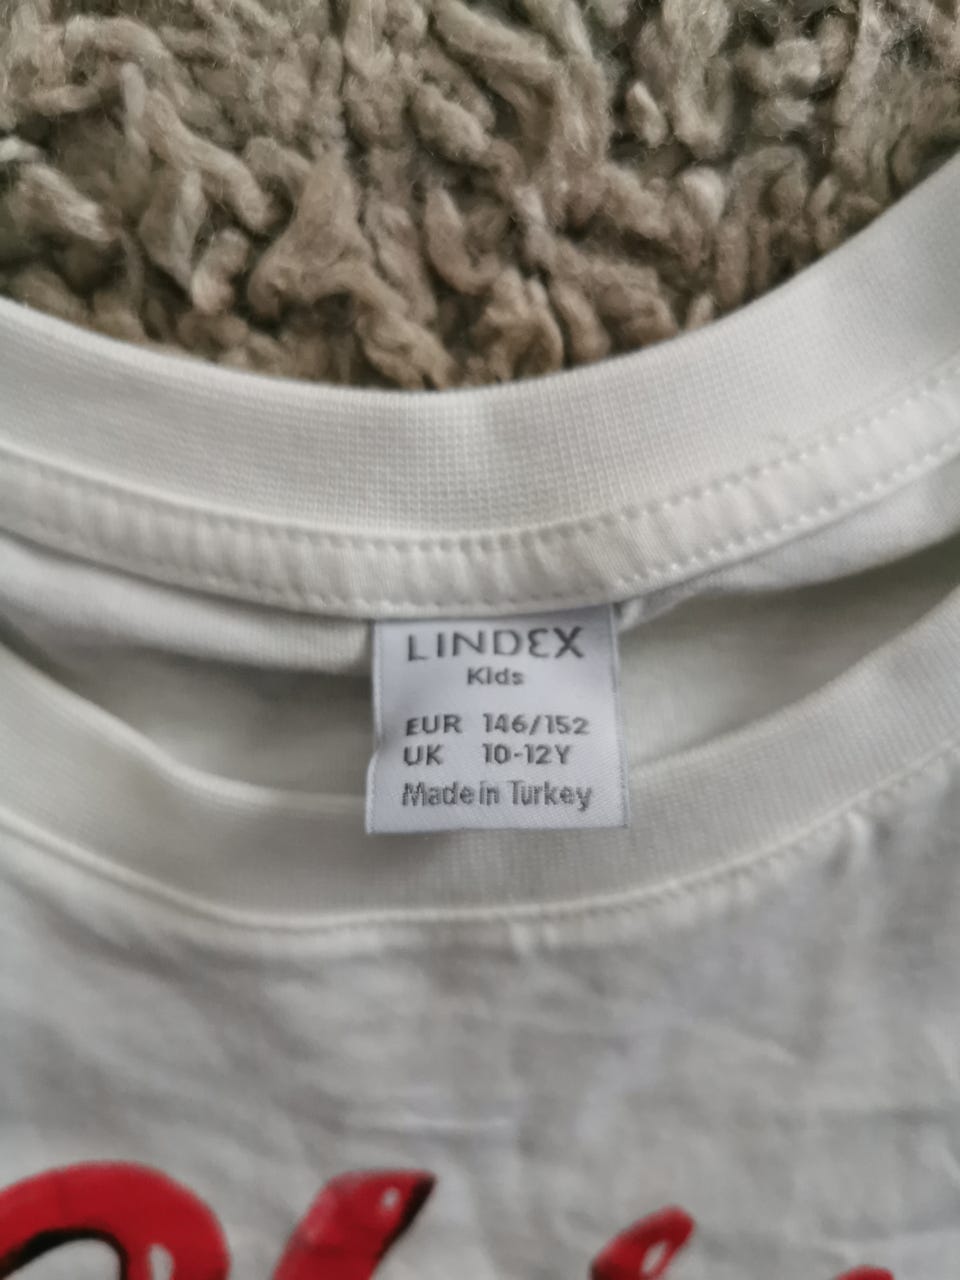 LINDEX
Kids
EUR 146/152
UK 10-12Y
Made in Turkey